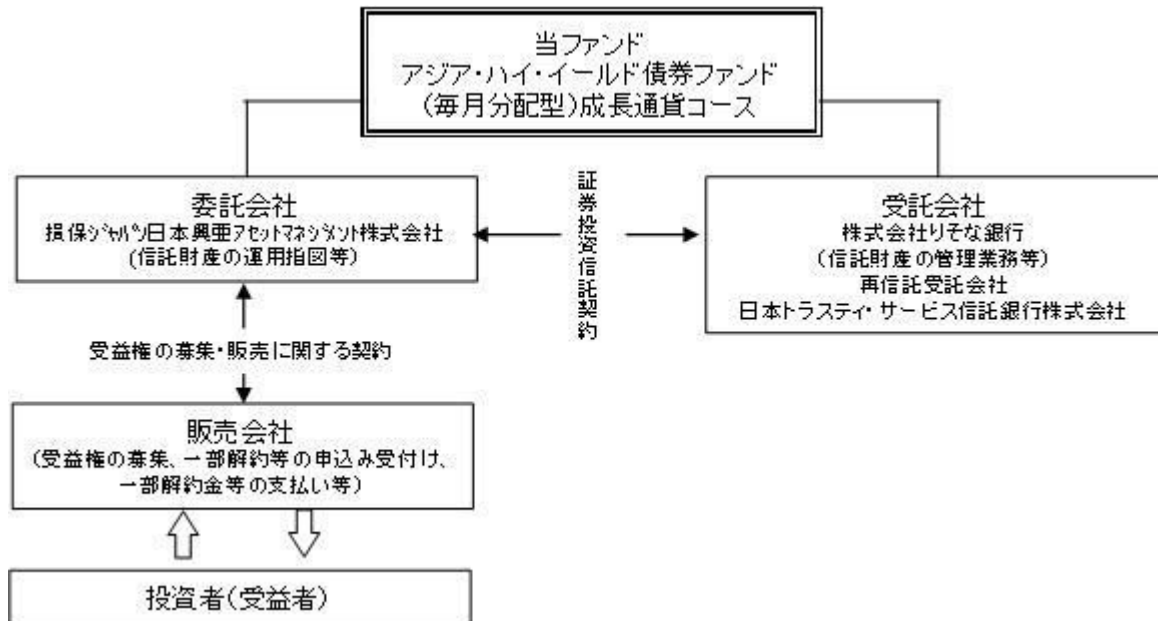 当ファンド
アジア・ハイ・イールド債券ファンド
(毎月分配型)成長通貨コース
委託会社
損保ｼﾞｬﾊﾟﾝ日本興亜ｱｾｯﾄﾏﾈｼﾞﾒﾝﾄ株式会社
(信託財産の運用指図等)
証券投資信託契約
受託会社
株式会社りそな銀行
(信託財産の管理業務等)
再信託受託会社
日本トラスティ・サービス信託銀行株式会社
受益権の募集・販売に関する契約
販売会社
(受益権の募集、一部解約等の申込み受付け、
一部解約金等の支払い等)
投資者(受益者)